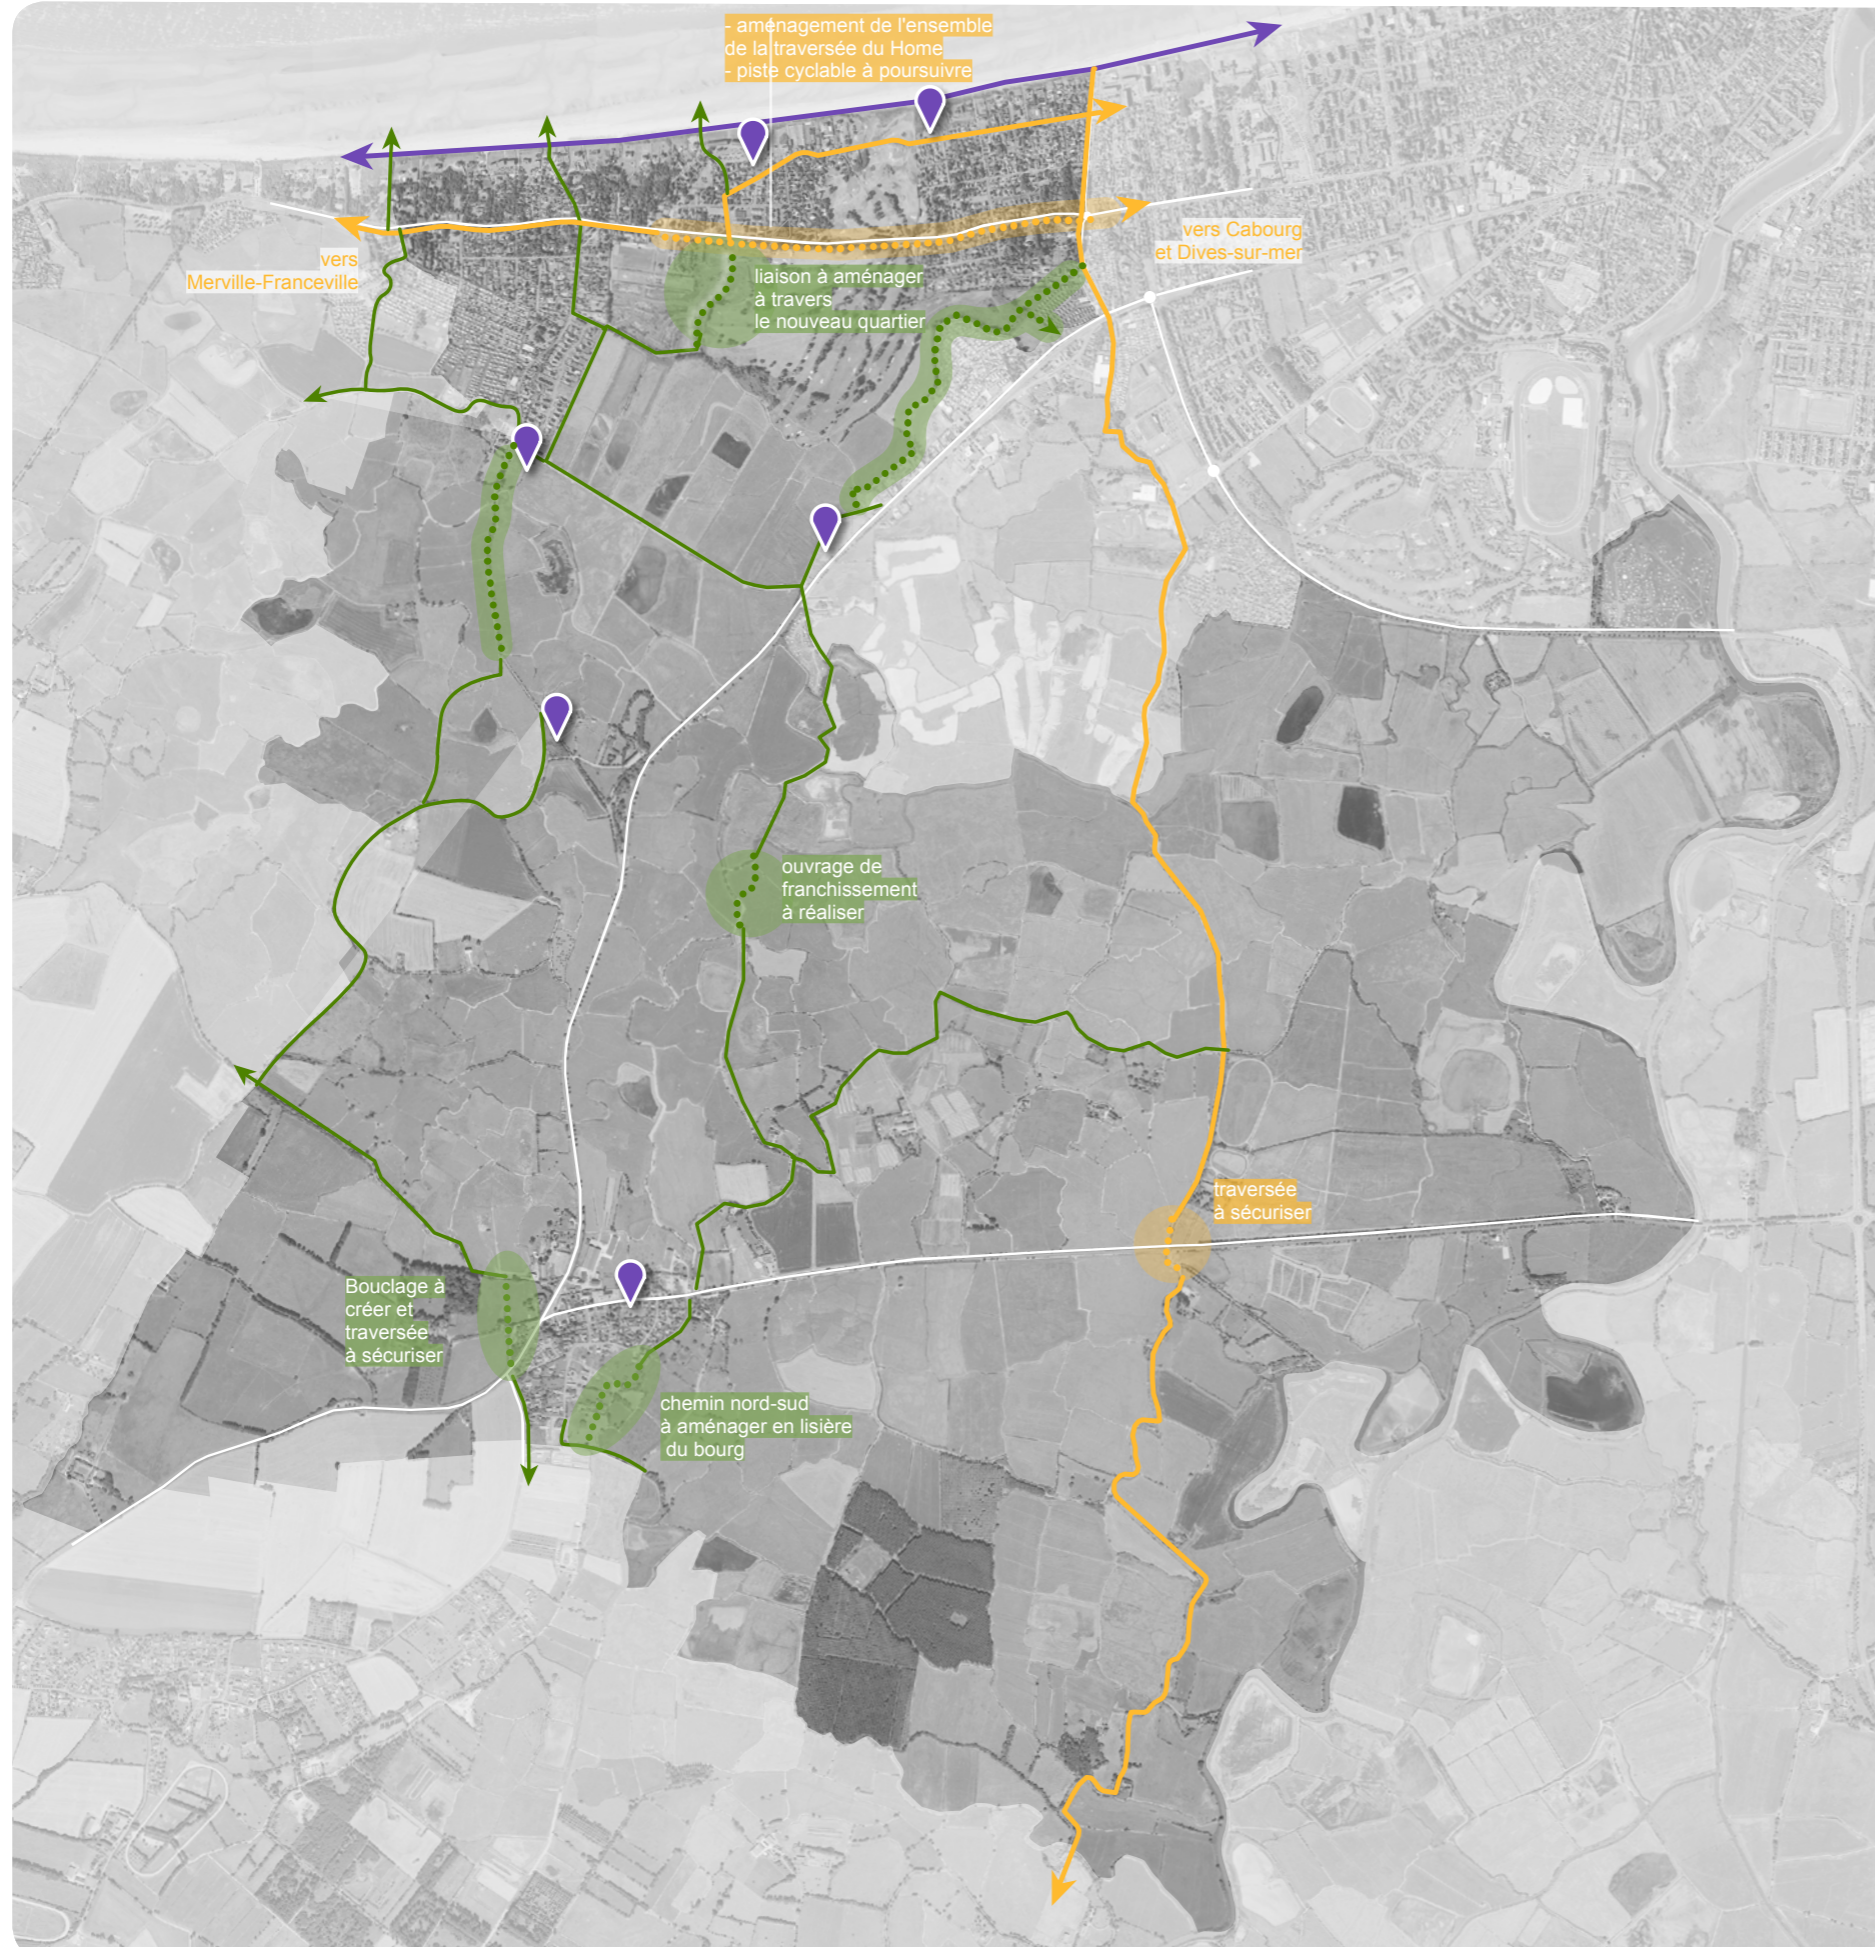 - aménagement de l'ensemble
de la traversée du Home
- piste cyclable à poursuivre
vers
Merville-Franceville
vers Cabourg
et Dives-sur-mer
liaison à aménager
à travers
le nouveau quartier
ouvrage de
franchissement
à réaliser
traversée
à sécuriser
Bouclage à
créer et
traversée
à sécuriser
chemin nord-sud
à aménager en lisière
du bourg